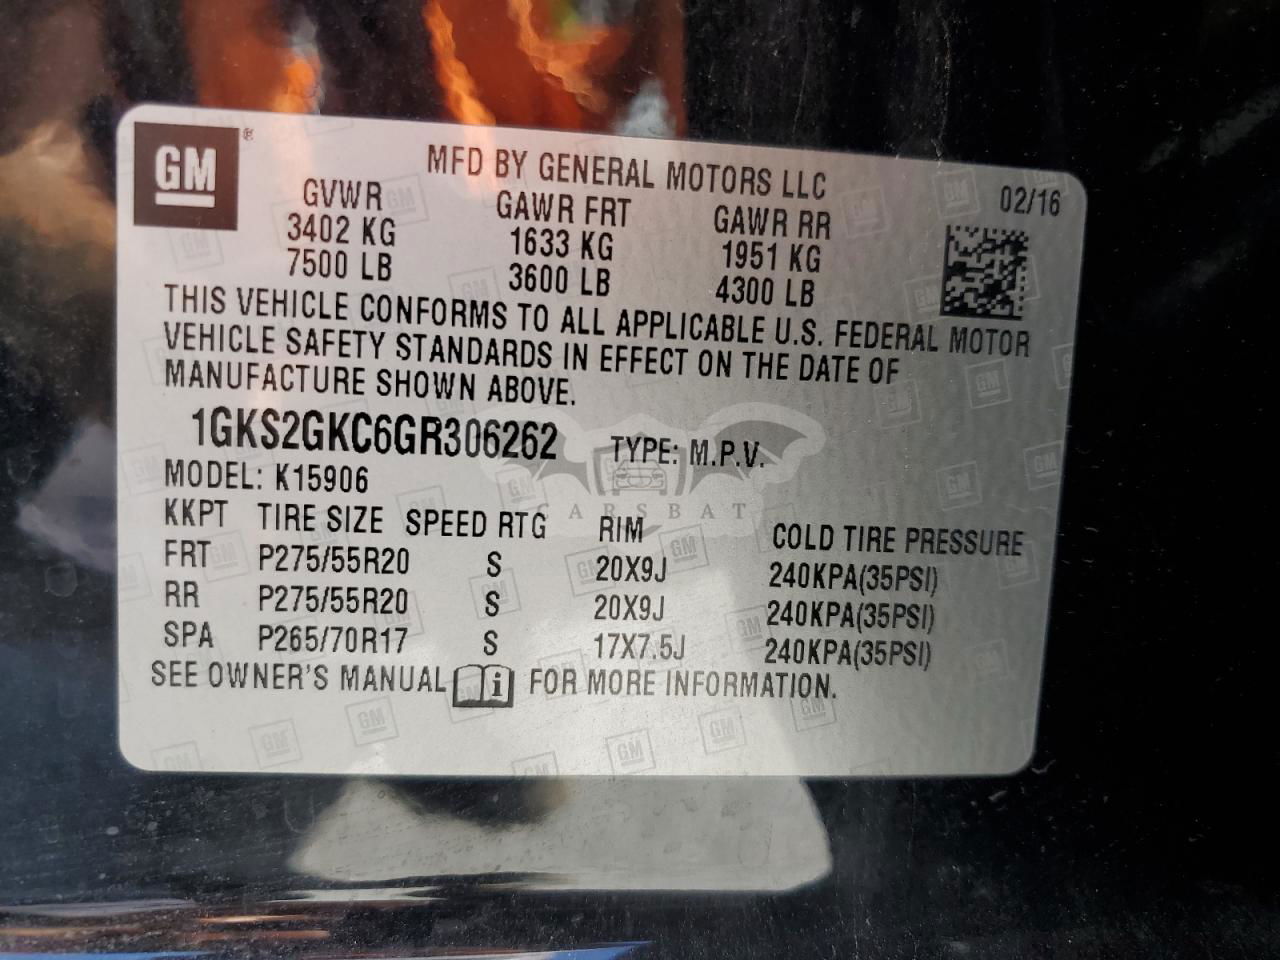 GM®
MFD BY GENERAL MOTORS LLC
02/16
GVWR GAWR FRT GAWR RR
3402 KG 1633 KG 1951 KG
7500 LB 3600 LB 4300 LB
THIS VEHICLE CONFORMS TO ALL APPLICABLE U.S. FEDERAL MOTOR
VEHICLE SAFETY STANDARDS IN EFFECT ON THE DATE OF
MANUFACTURE SHOWN ABOVE.
1GKS2GKC6GR306262 TYPE: M.P.V.
MODEL: K15906
CARSBAT
KKPT TIRE SIZE SPEED RTG RIM COLD TIRE PRESSURE
FRT P275/55R20 S 20X9J 240KPA(35PSI)
RR P275/55R20 S 20X9J 240KPA(35PSI)
SPA P265/70R17 S 17X7.5J 240KPA(35PSI)
SEE OWNER'S MANUAL i FOR MORE INFORMATION.